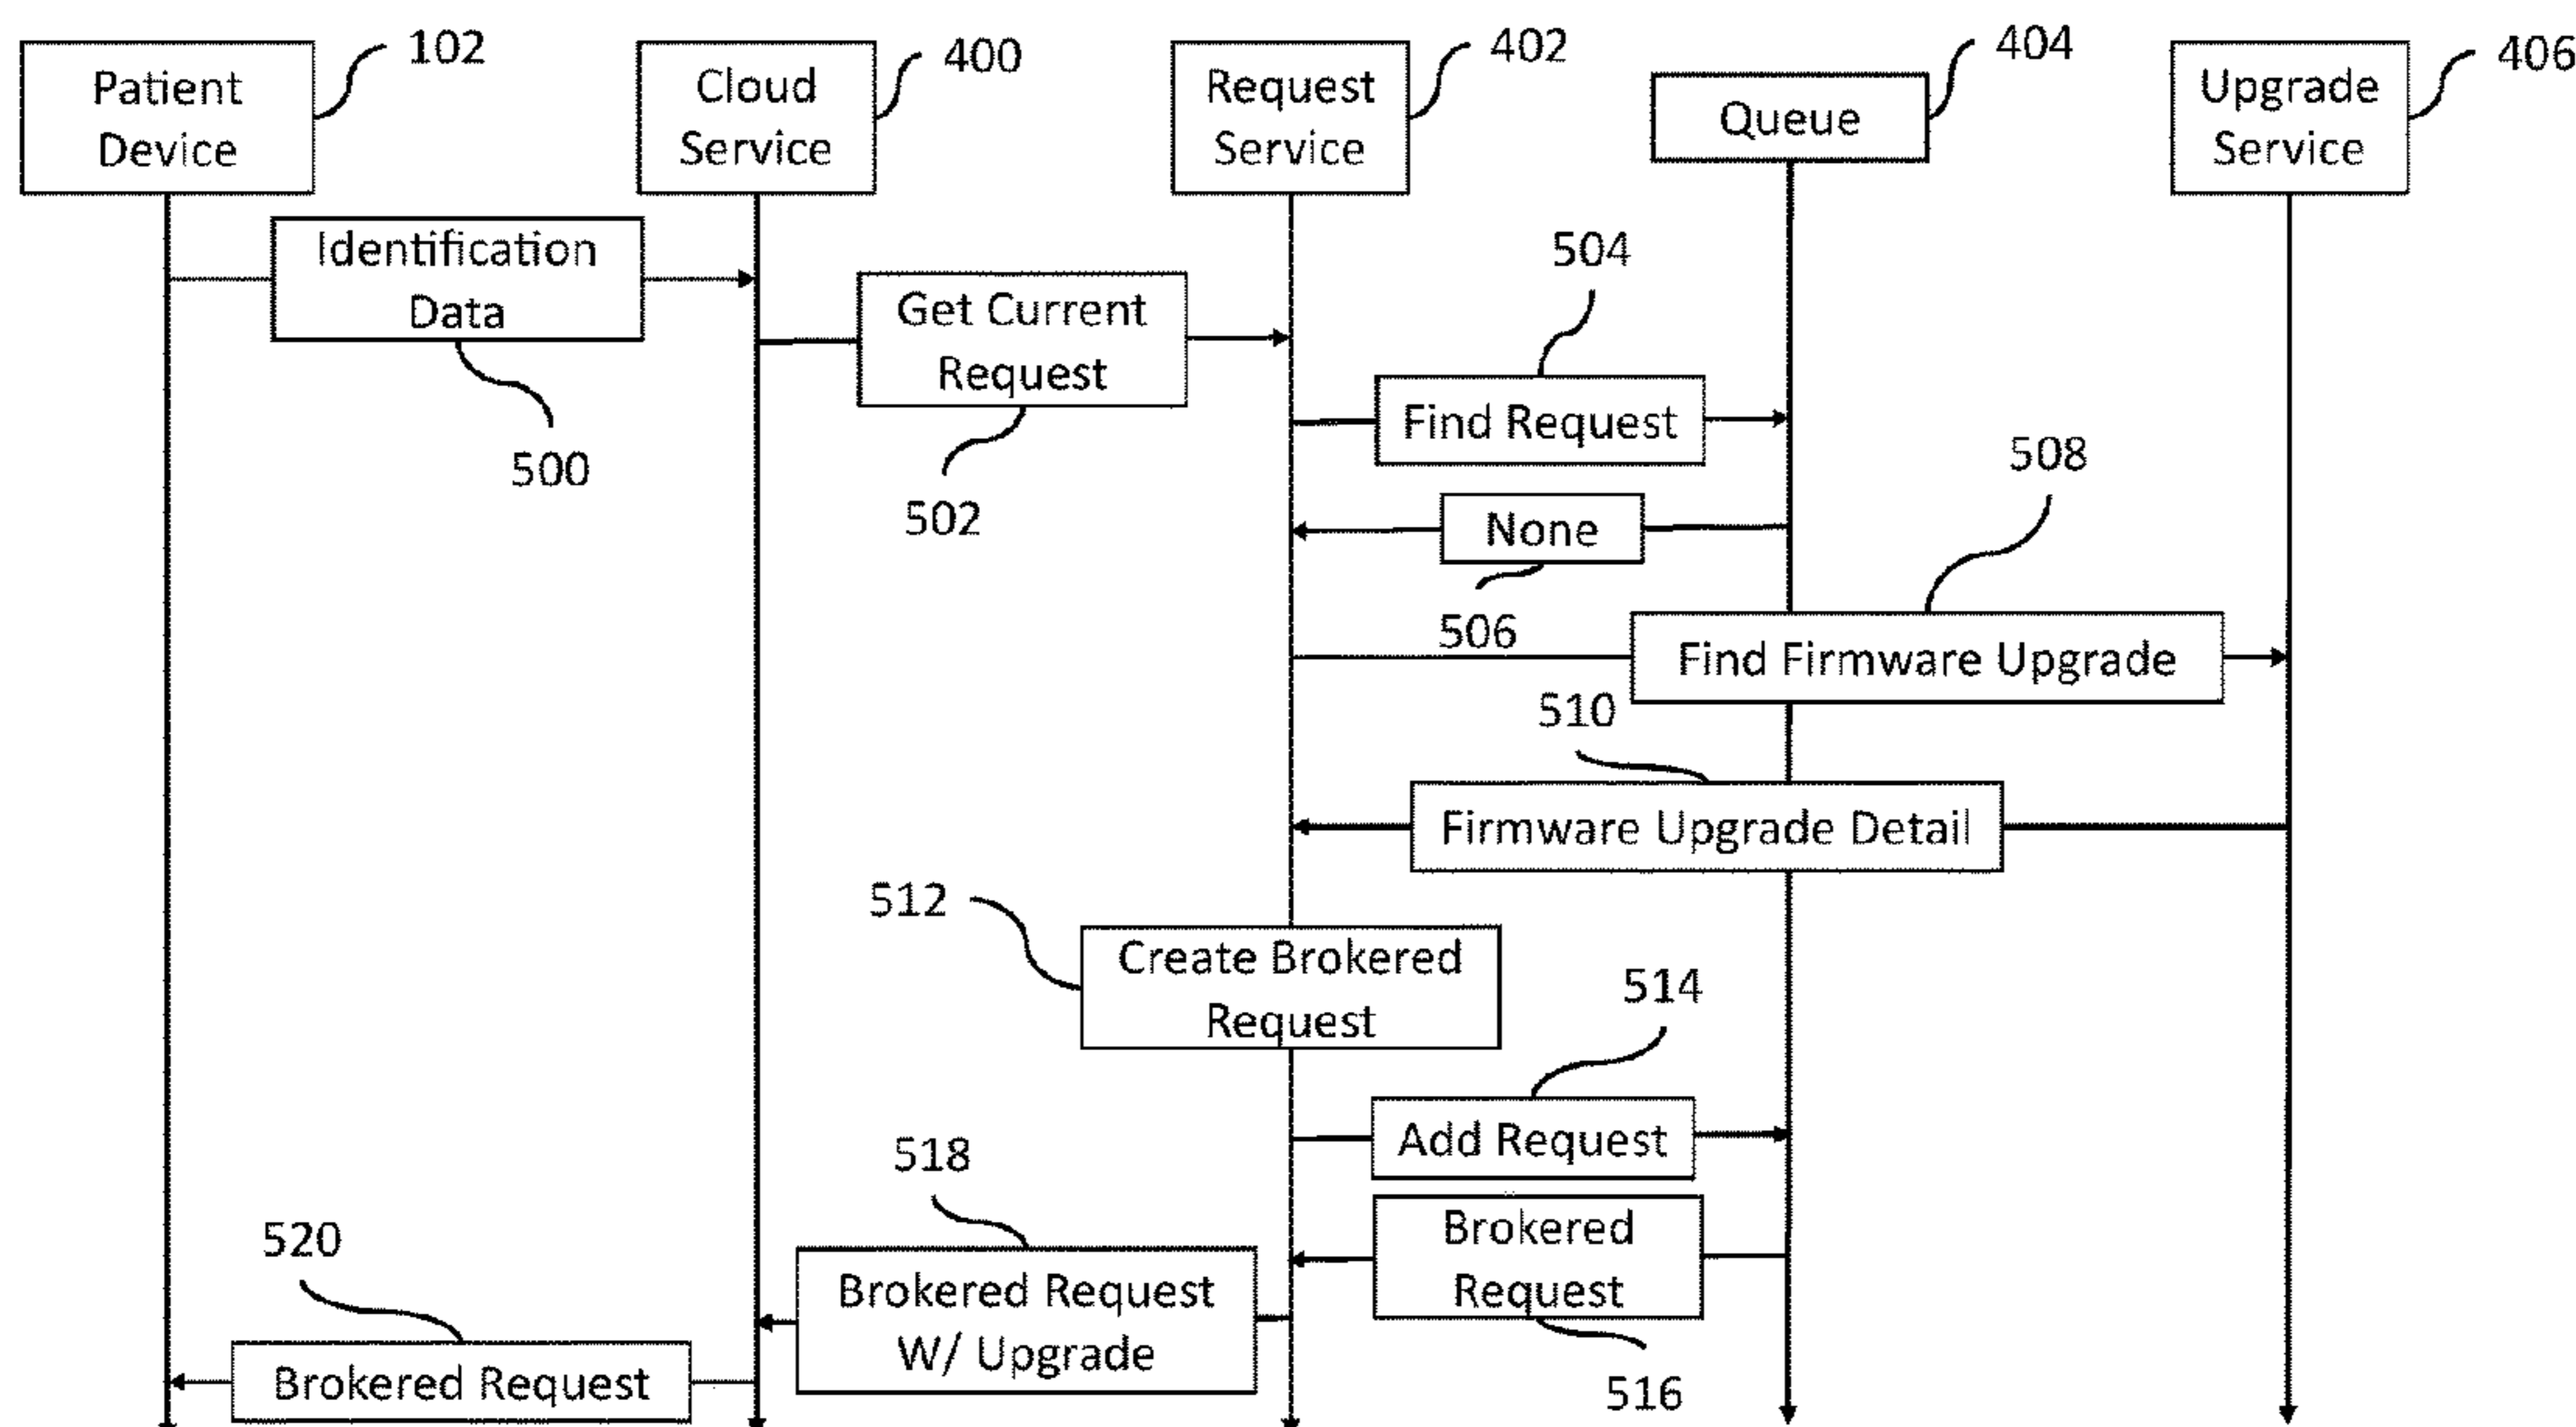 Patient
Device
102
Cloud
Service
400
Request
Service
402
Queue
404
Upgrade
Service
406
Identification
Data
500
Get Current
Request
502
504
Find Request
None
506
508
Find Firmware Upgrade
510
Firmware Upgrade Detail
512
Create Brokered
Request
514
Add Request
Brokered
Request
516
518
Brokered Request
W/ Upgrade
520
Brokered Request